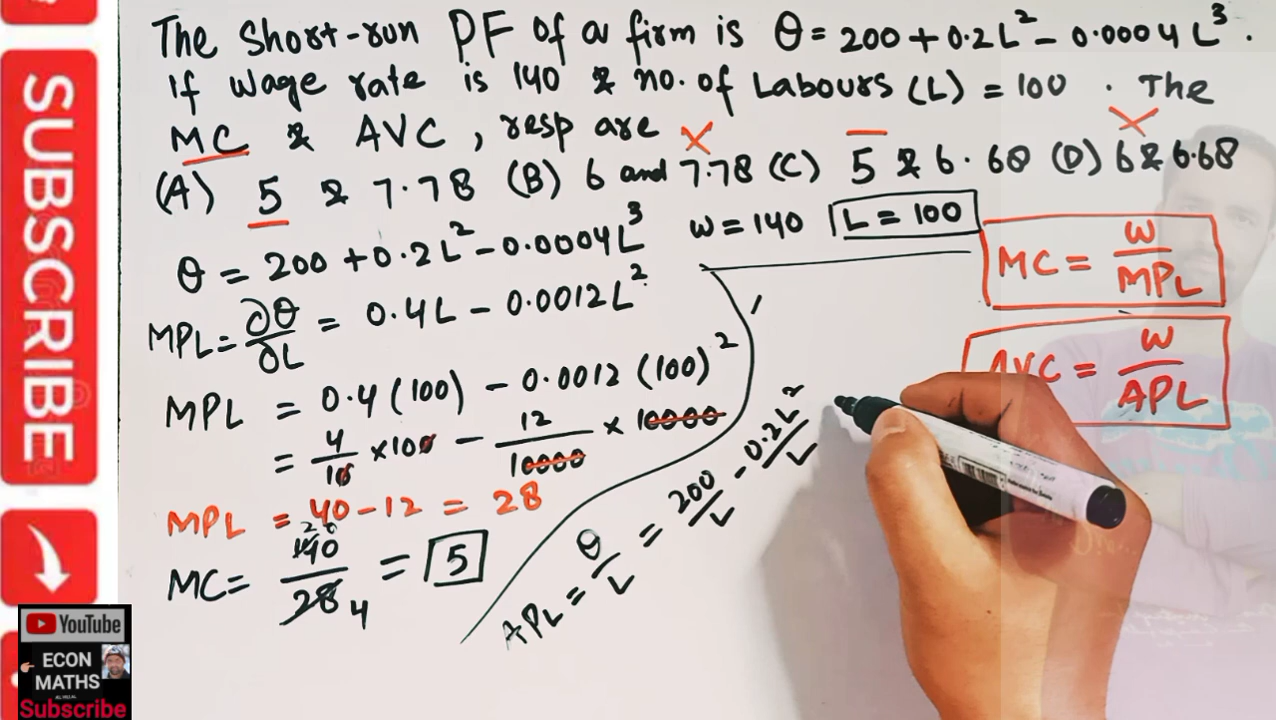 The Short-run PF of a firm is Θ = 200 + 0.2L² - 0.0004L³.
If wage rate is 140 & no. of Labours (L) = 100. The
MC & AVC, resp are
(A) 5 & 7.78 (B) 6 and 7.78 (C) 5 & 6.68 (D) 6 & 6.68
Θ = 200 + 0.2L² - 0.0004L³
w = 140 L = 100
MPL = ∂Θ/∂L = 0.4L - 0.0012L²
MPL = 0.4(100) - 0.0012(100)²
= 4/10 × 100 - 12/10000 × 10000
MPL = 40 - 12 = 28
MC = 140/28 = 5
20
4
MC = w/MPL
AVC = w/APL
APL = Θ/L = 200/L - 0.2L²/L
SUBSCRIBE
YouTube
ECON
MATHS
Subscribe